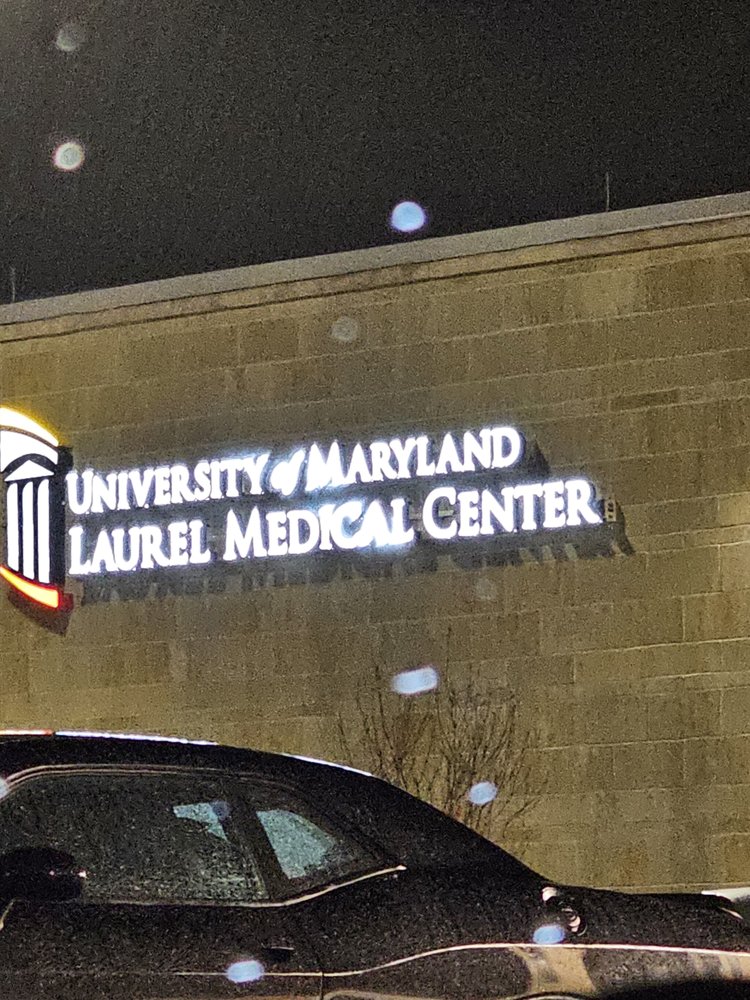 UNIVERSITY of MARYLAND
LAUREL MEDICAL CENTER